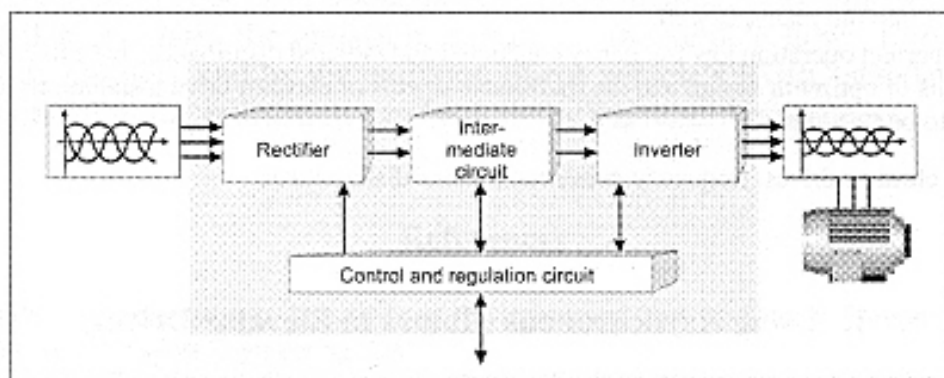 Rectifier
Inter-
mediate
circuit
Inverter
Control and regulation circuit